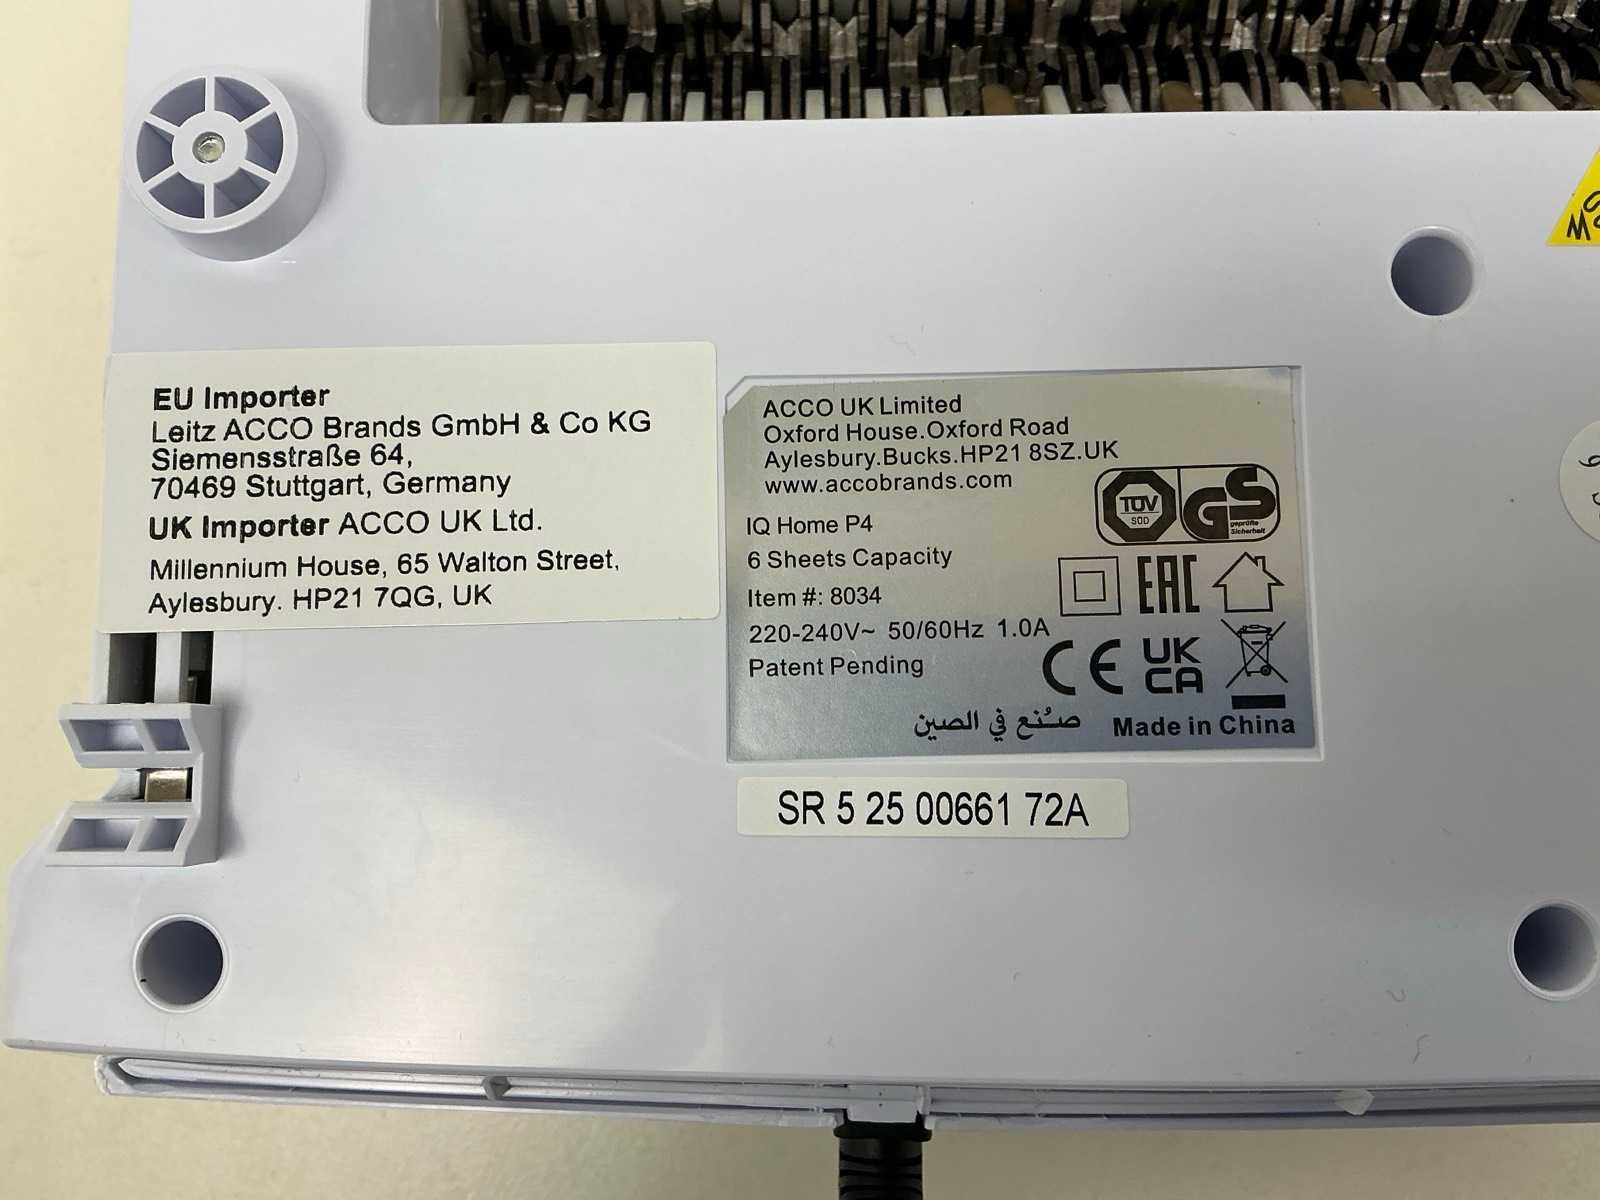 EU Importer
Leitz ACCO Brands GmbH & Co KG
Siemensstraße 64,
70469 Stuttgart, Germany
UK Importer ACCO UK Ltd.
Millennium House, 65 Walton Street,
Aylesbury. HP21 7QG, UK
ACCO UK Limited
Oxford House.Oxford Road
Aylesbury.Bucks.HP21 8SZ.UK
www.accobrands.com
IQ Home P4
6 Sheets Capacity
Item #: 8034
220-240V~ 50/60Hz 1.0A
Patent Pending
TÜV
SÜD
GS
geprüfte
Sicherheit
EAC
CE
UK
CA
صُنع في الصين
Made in China
SR 5 25 00661 72A